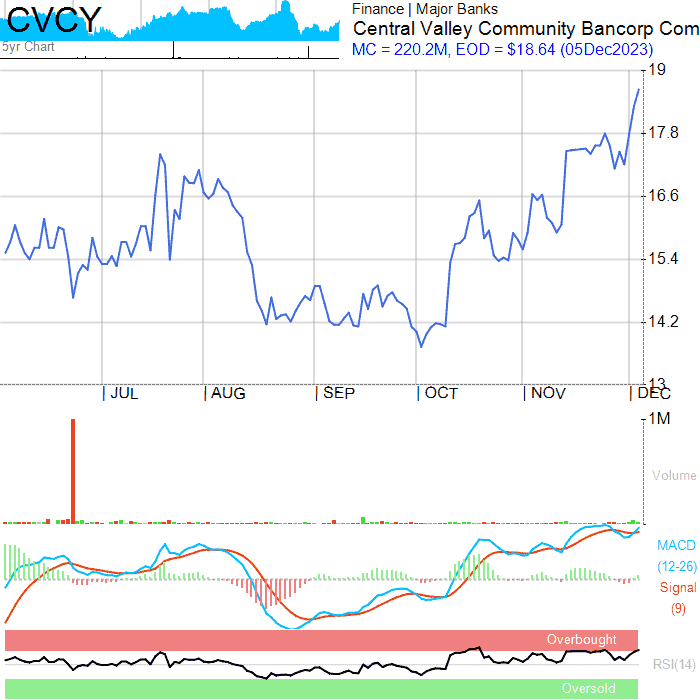 CVCY
5yr Chart
Finance | Major Banks
Central Valley Community Bancorp Com
MC = 220.2M, EOD = $18.64 (05Dec2023)
19
17.8
16.6
15.4
14.2
13
| JUL | AUG | SEP | OCT | NOV | DEC
1M
Volume
MACD
(12-26)
Signal
(9)
Overbought
RSI(14)
Oversold